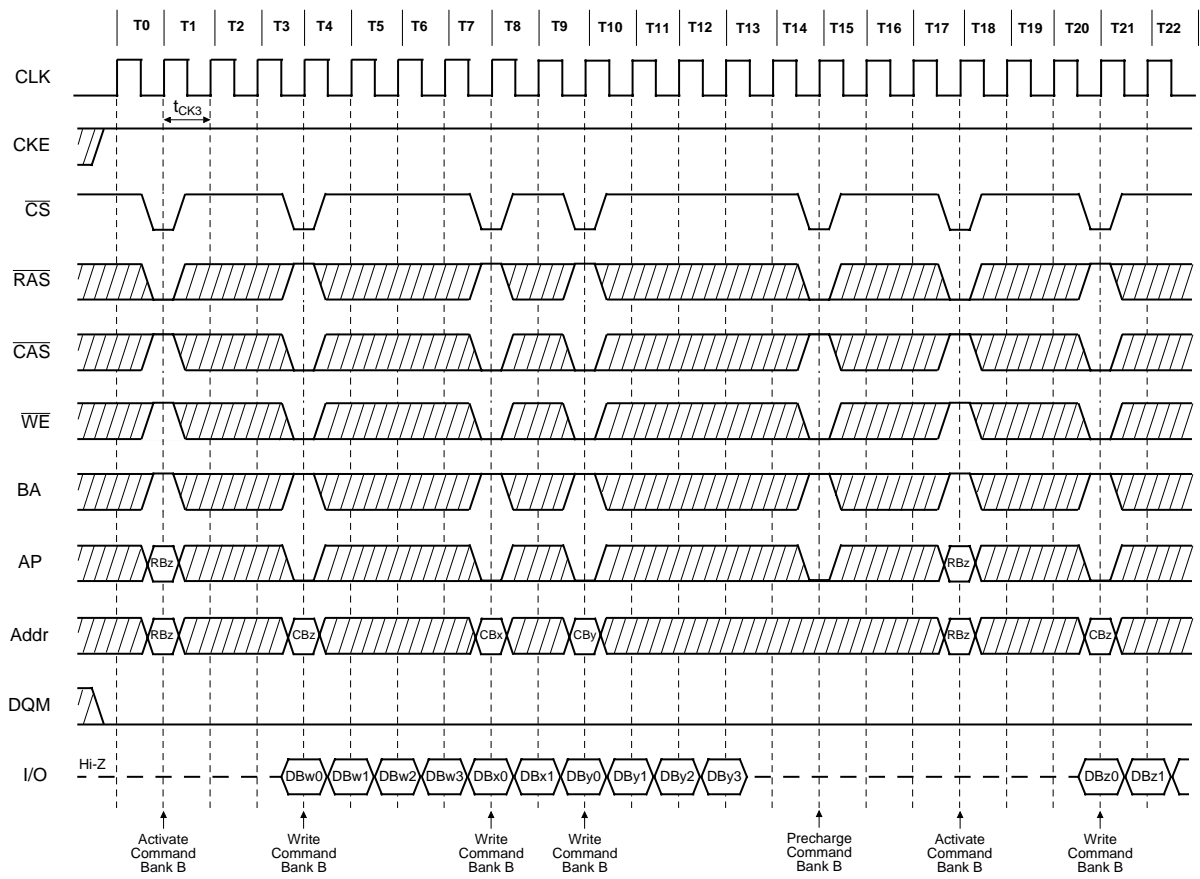 T0 T1 T2 T3 T4 T5 T6 T7 T8 T9 T10 T11 T12 T13 T14 T15 T16 T17 T18 T19 T20 T21 T22
CLK
tCK3
CKE
CS
RAS
CAS
WE
BA
AP RBz RBz
Addr RBz CBz CBx CBy RBz CBz
DQM
I/O Hi-Z DBw0 DBw1 DBw2 DBw3 DBx0 DBx1 DBy0 DBy1 DBy2 DBy3 DBz0 DBz1
Activate Command Bank B
Write Command Bank B
Write Command Bank B
Write Command Bank B
Precharge Command Bank B
Activate Command Bank B
Write Command Bank B